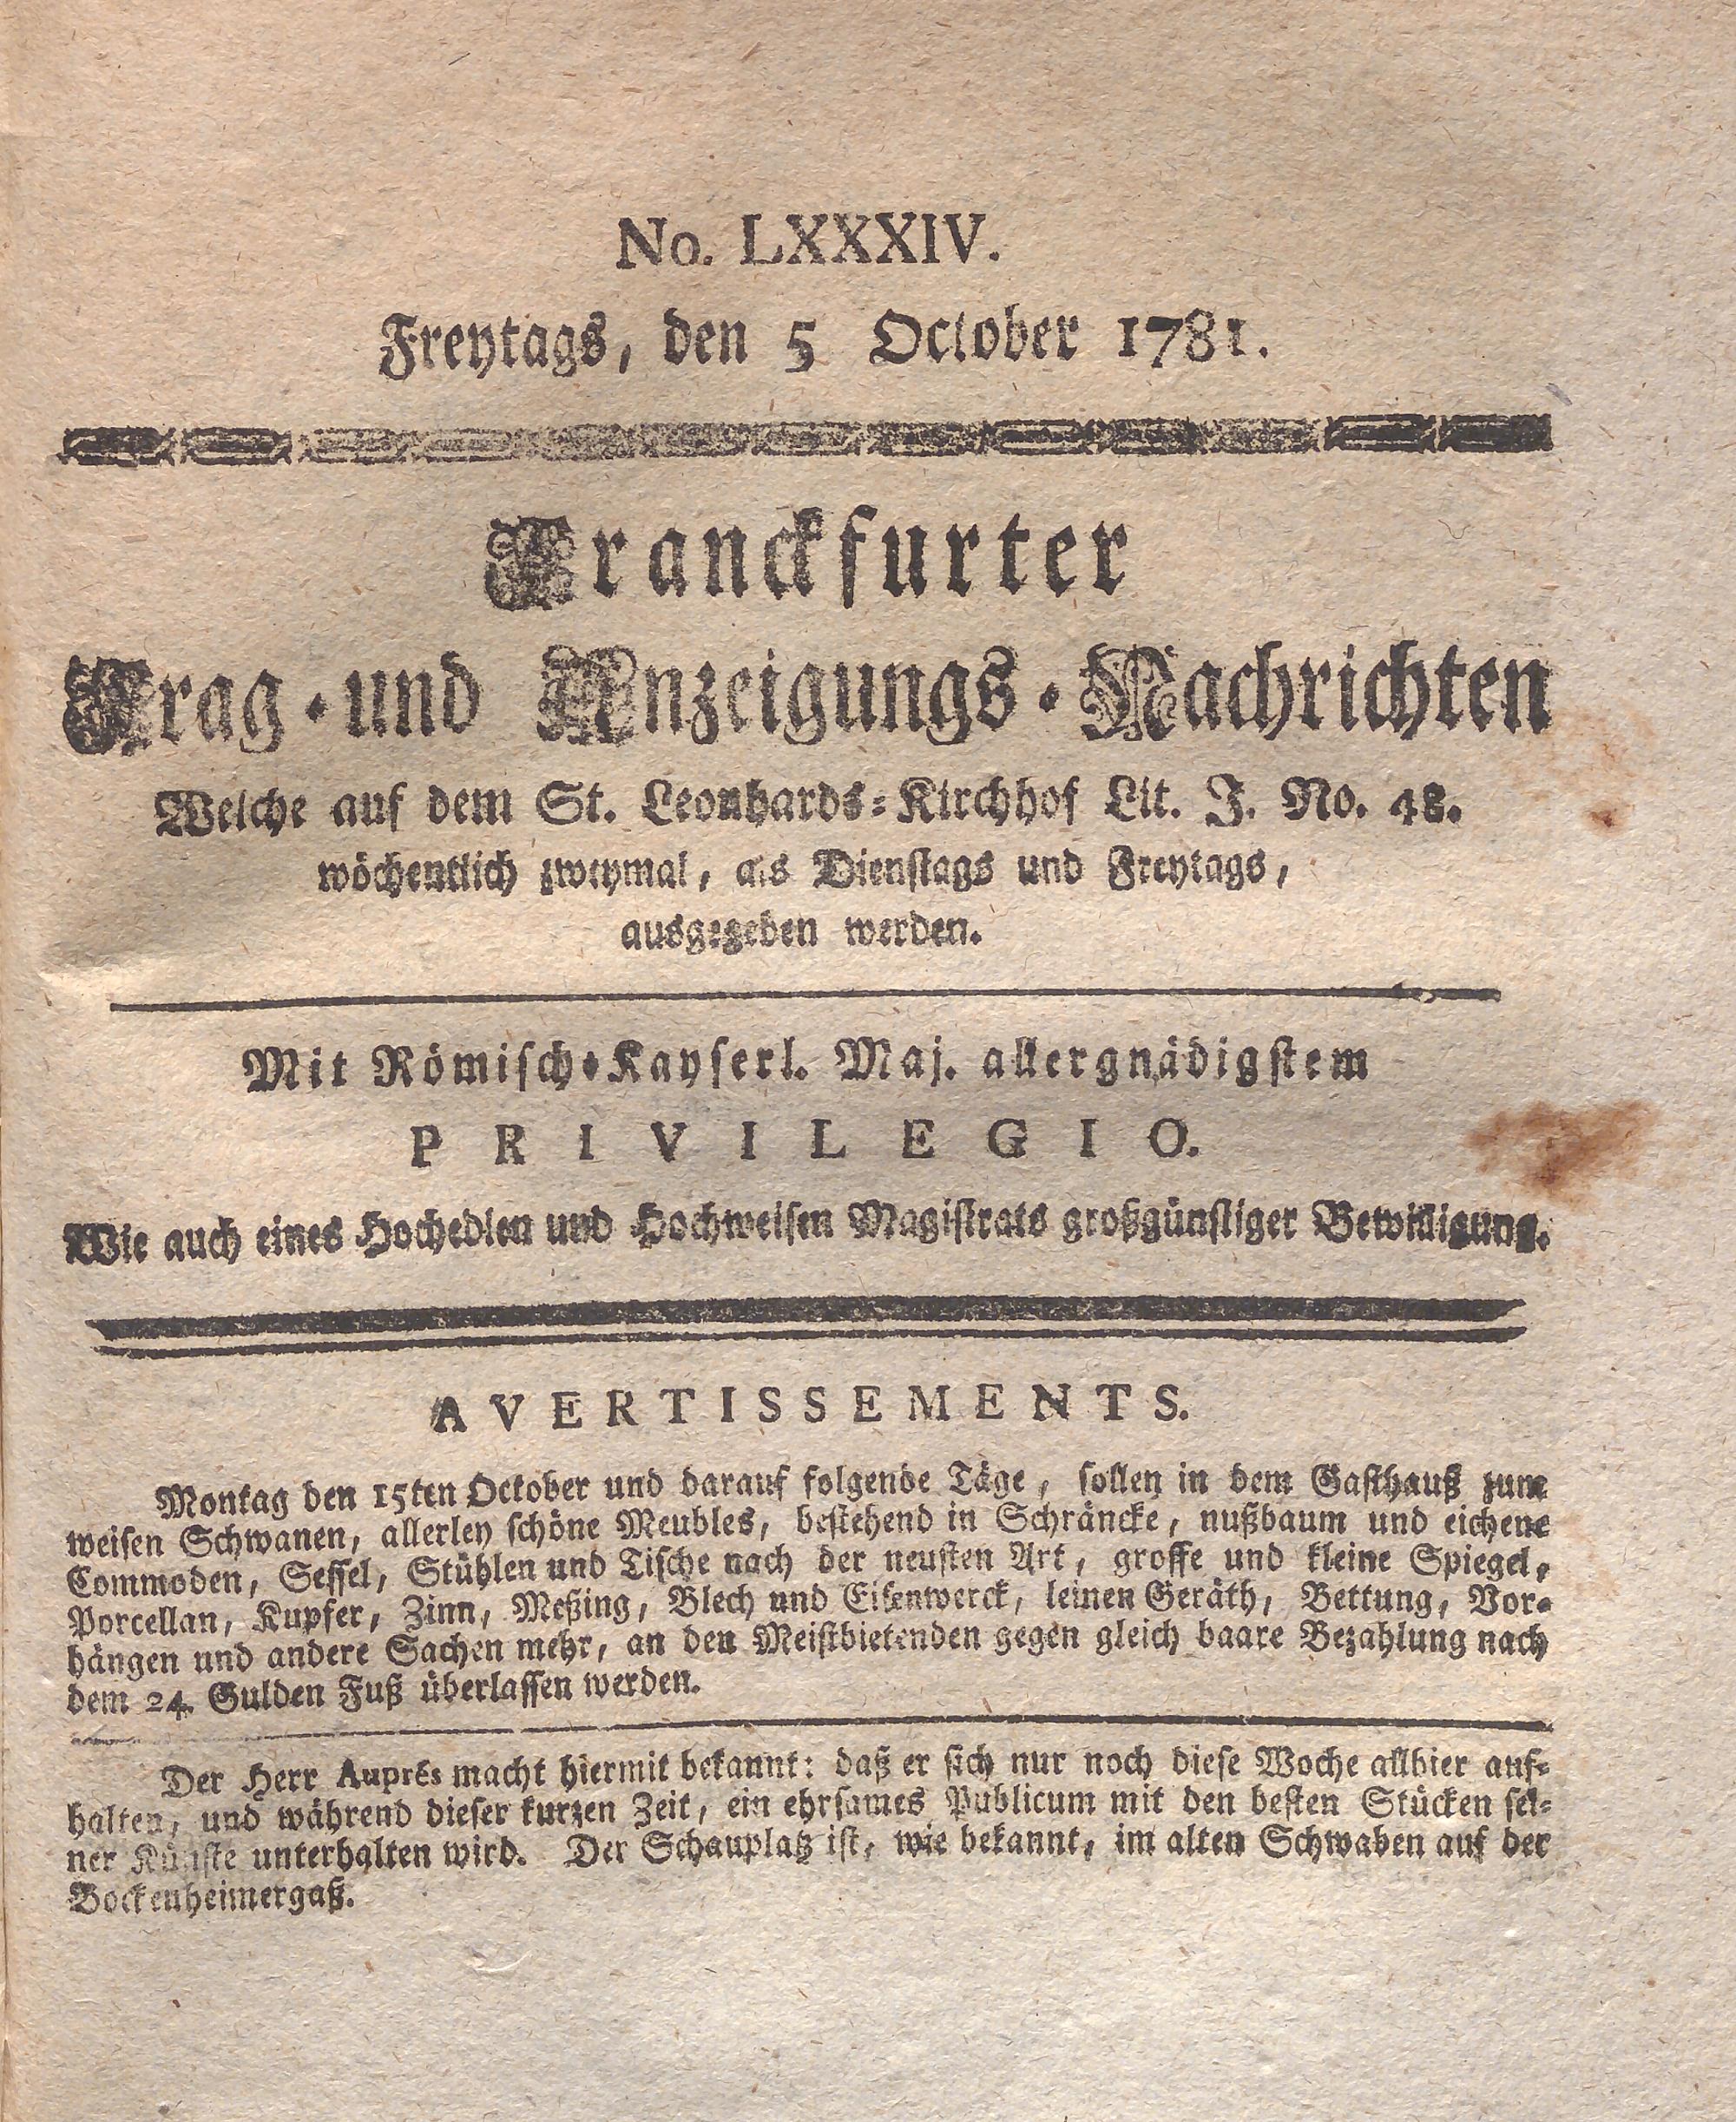 No. LXXXIV.
Freytags, den 5 October 1781.
Franckfurter
Frag- und Anzeigungs-Nachrichten
Welche auf dem St. Leonhards-Kirchhof Lit. J. No. 48.
wöchentlich zweymal, als Dienstags und Freytags,
ausgegeben werden.
Mit Römisch-Kayserl. Maj. allergnädigstem
PRIVILEGIO.
Wie auch eines Hochedlen und Hochweisen Magistrats großgünstiger Bewilligung.
AVERTISSEMENTS.
Montag den 15ten October und darauf folgende Täge, sollen in dem Gasthauß zum
weisen Schwanen, allerley schöne Meubles, bestehend in Schräncke, nußbaum und eichene
Commoden, Sessel, Stühlen und Tische nach der neusten Art, grosse und kleine Spiegel,
Porcellan, Kupfer, Zinn, Meßing, Blech und Eisenwerck, leinen Geräth, Bettung, Vor-
hängen und andere Sachen mehr, an den Meistbietenden gegen gleich baare Bezahlung nach
dem 24. Gulden Fuß überlassen werden.
Der Herr Auprès macht hiermit bekannt: daß er sich nur noch diese Woche allhier auf-
halten, und während dieser kurzen Zeit, ein ehrsames Publicum mit den besten Stücken sei-
ner Künste unterhalten wird. Der Schauplatz ist, wie bekannt, im alten Schwaben auf der
Bockenheimergaß.